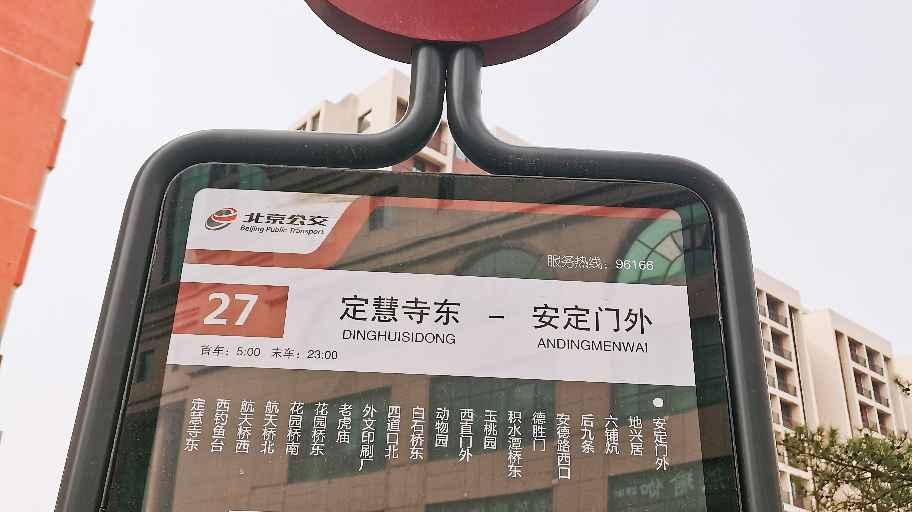 北京公交
Beijing Public Transport
服务热线：96166
27
定慧寺东 — 安定门外
DINGHUISIDONG ANDINGMENWAI
首车：5:00 末车：23:00
定慧寺东
西钓鱼台
航天桥西
航天桥北
花园桥南
花园桥东
老虎庙
外文印刷厂
四道口北
白石桥东
动物园
西直门外
玉桃园
积水潭桥东
德胜门
安德路西口
后九条
六铺炕
地兴居
安定门外